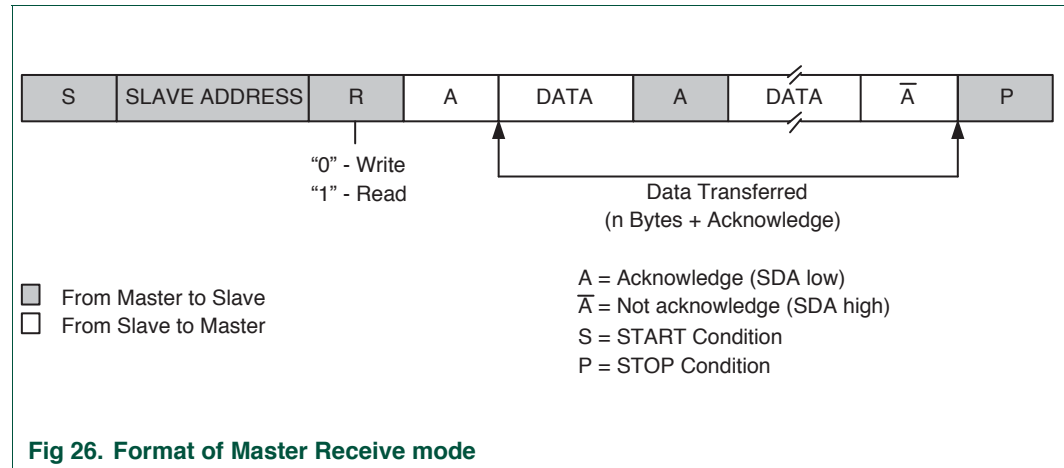 S SLAVE ADDRESS R A DATA A DATA A̅ P
“0” - Write
“1” - Read
Data Transferred
(n Bytes + Acknowledge)
From Master to Slave
From Slave to Master
A = Acknowledge (SDA low)
A̅ = Not acknowledge (SDA high)
S = START Condition
P = STOP Condition
Fig 26. Format of Master Receive mode